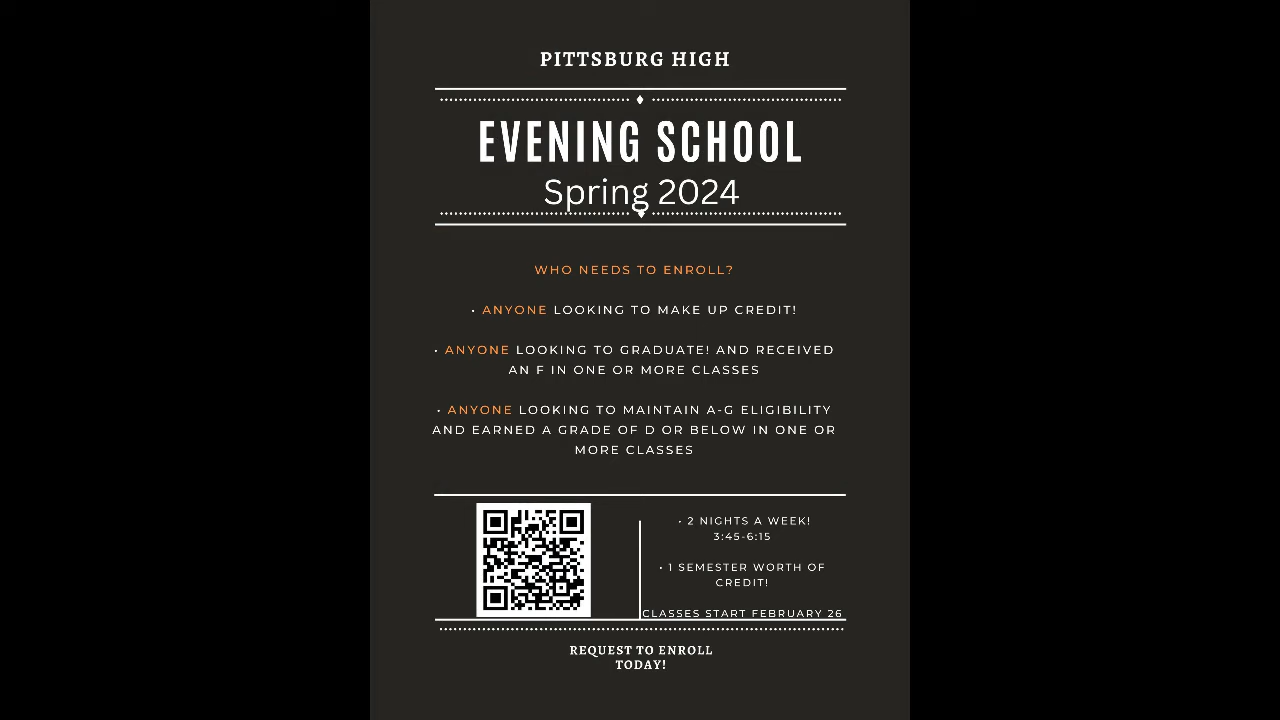 PITTSBURG HIGH
EVENING SCHOOL
Spring 2024
WHO NEEDS TO ENROLL?
• ANYONE LOOKING TO MAKE UP CREDIT!
• ANYONE LOOKING TO GRADUATE! AND RECEIVED
AN F IN ONE OR MORE CLASSES
• ANYONE LOOKING TO MAINTAIN A-G ELIGIBILITY
AND EARNED A GRADE OF D OR BELOW IN ONE OR
MORE CLASSES
• 2 NIGHTS A WEEK!
3:45-6:15
• 1 SEMESTER WORTH OF
CREDIT!
CLASSES START FEBRUARY 26
REQUEST TO ENROLL
TODAY!